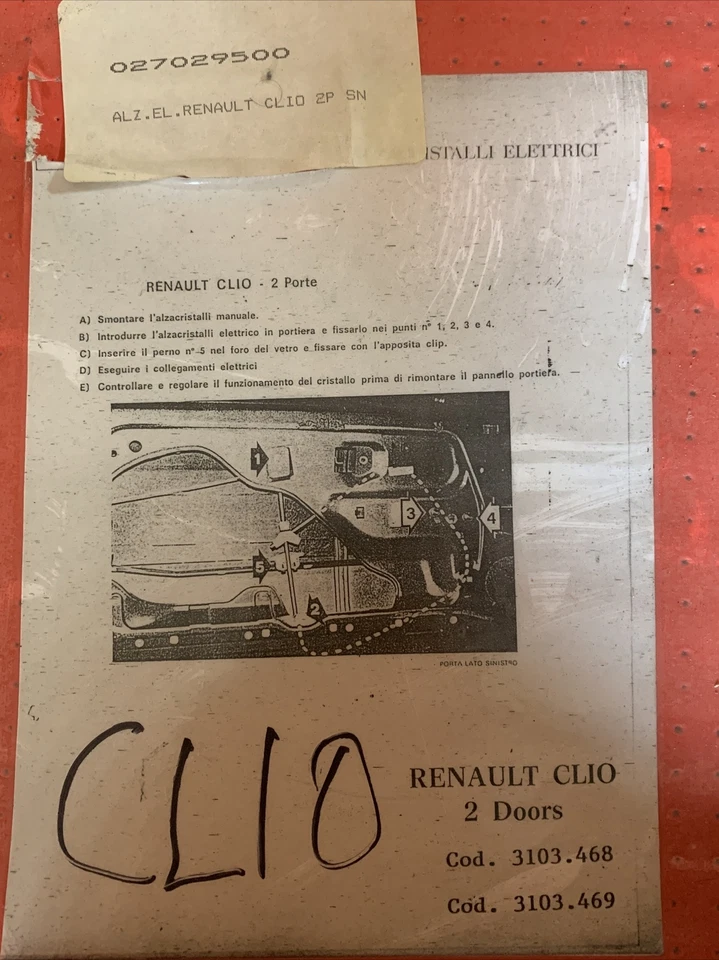 027029500
ALZ.EL.RENAULT CLIO 2P SN
ISTALLI ELETTRICI
RENAULT CLIO - 2 Porte
A) Smontare l'alzacristalli manuale.
B) Introdurre l'alzacristalli elettrico in portiera e fissarlo nei punti n° 1, 2, 3 e 4.
C) Inserire il perno n° 5 nel foro del vetro e fissare con l'apposita clip.
D) Eseguire i collegamenti elettrici
E) Controllare e regolare il funzionamento del cristallo prima di rimontare il pannello portiera.
1
3
4
5
2
PORTA LATO SINISTRO
CLIO
RENAULT CLIO
2 Doors
Cod. 3103.468
Cod. 3103.469